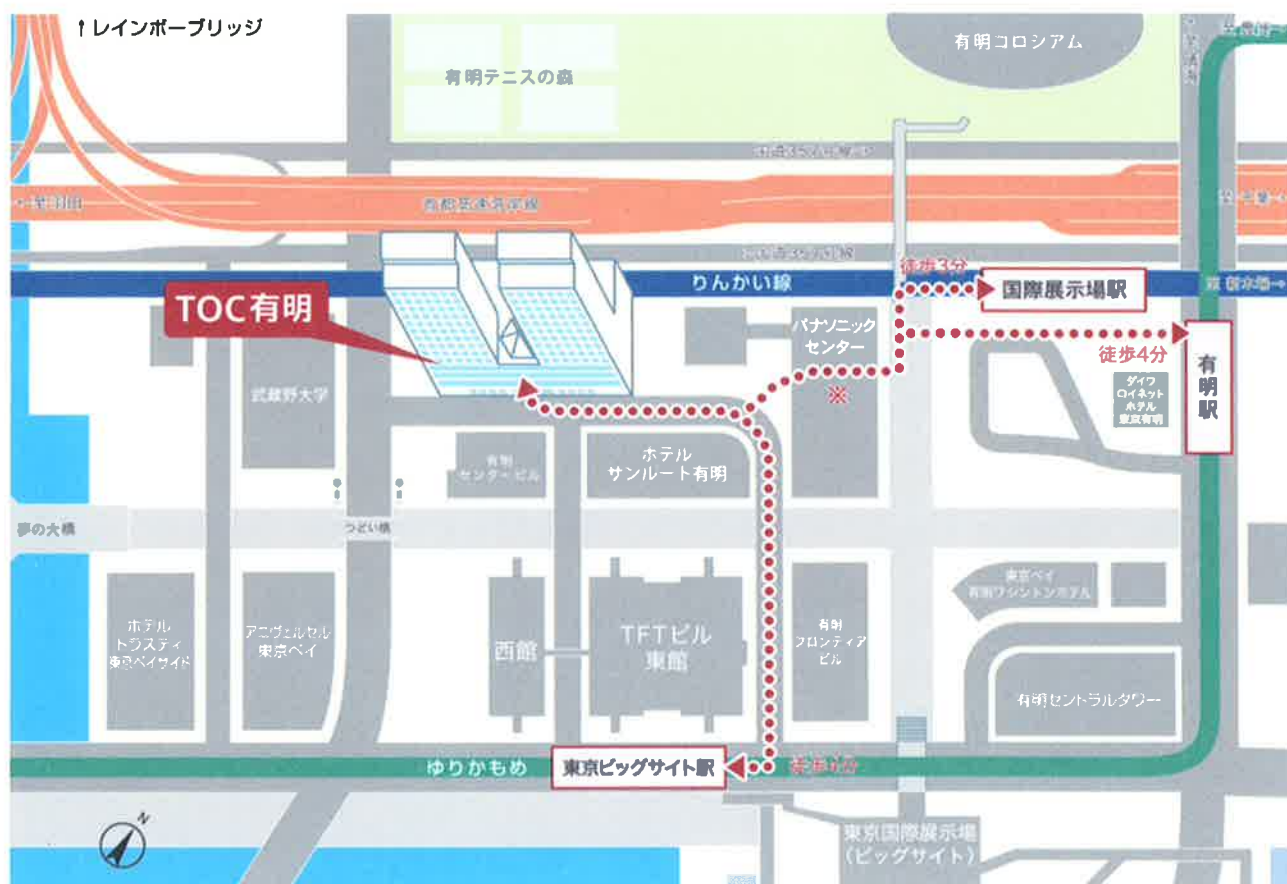 ↑レインボーブリッジ
有明テニスの森
有明コロシアム
首都高速湾岸線
りんかい線
徒歩3分
国際展示場駅
TOC有明
パナソニック
センター
※
徒歩4分
有
明
駅
ダイワ
ロイネット
ホテル
東京有明
武蔵野大学
有明
センタービル
ホテル
サンルート有明
夢の大橋
つどい橋
ホテル
トラスティ
東京ベイサイド
アニヴェルセル
東京ベイ
西館
TFTビル
東館
有明
フロンティア
ビル
東京ベイ
有明ワシントンホテル
有明セントラルタワー
ゆりかもめ
東京ビッグサイト駅
東京国際展示場
(ビッグサイト)
N